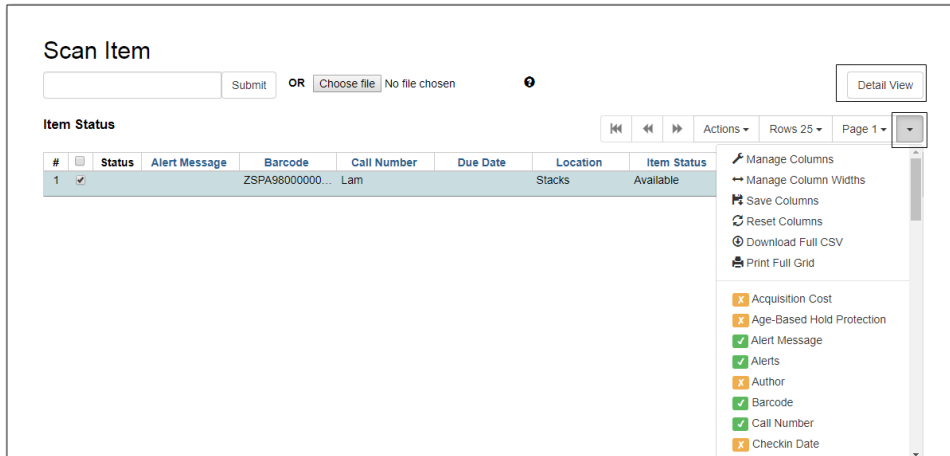 Scan Item
Submit OR Choose file No file chosen Detail View
Item Status
Actions Rows 25 Page 1
# Status Alert Message Barcode Call Number Due Date Location Item Status
1 ZSPA98000000... Lam Stacks Available
Manage Columns
Manage Column Widths
Save Columns
Reset Columns
Download Full CSV
Print Full Grid
Acquisition Cost
Age-Based Hold Protection
Alert Message
Alerts
Author
Barcode
Call Number
Checkin Date